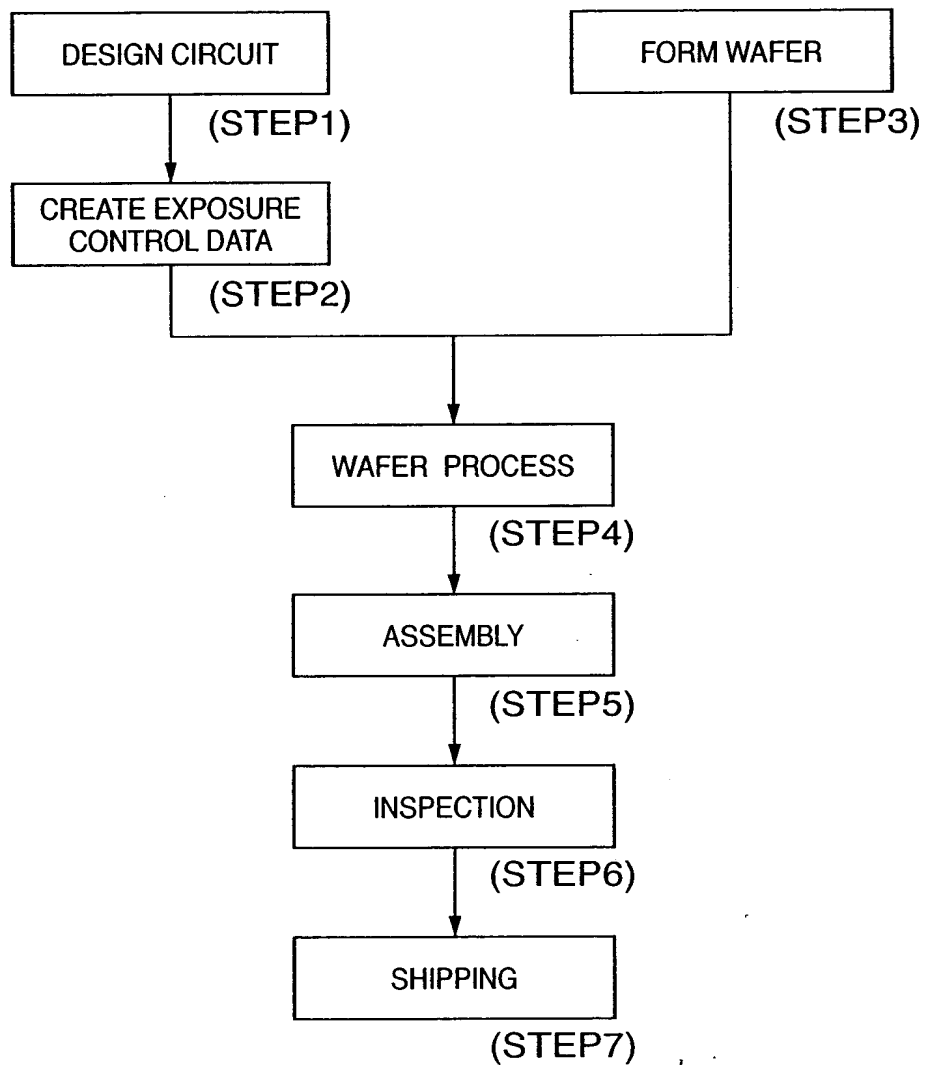 DESIGN CIRCUIT
(STEP1)
CREATE EXPOSURE
CONTROL DATA
(STEP2)
FORM WAFER
(STEP3)
WAFER PROCESS
(STEP4)
ASSEMBLY
(STEP5)
INSPECTION
(STEP6)
SHIPPING
(STEP7)